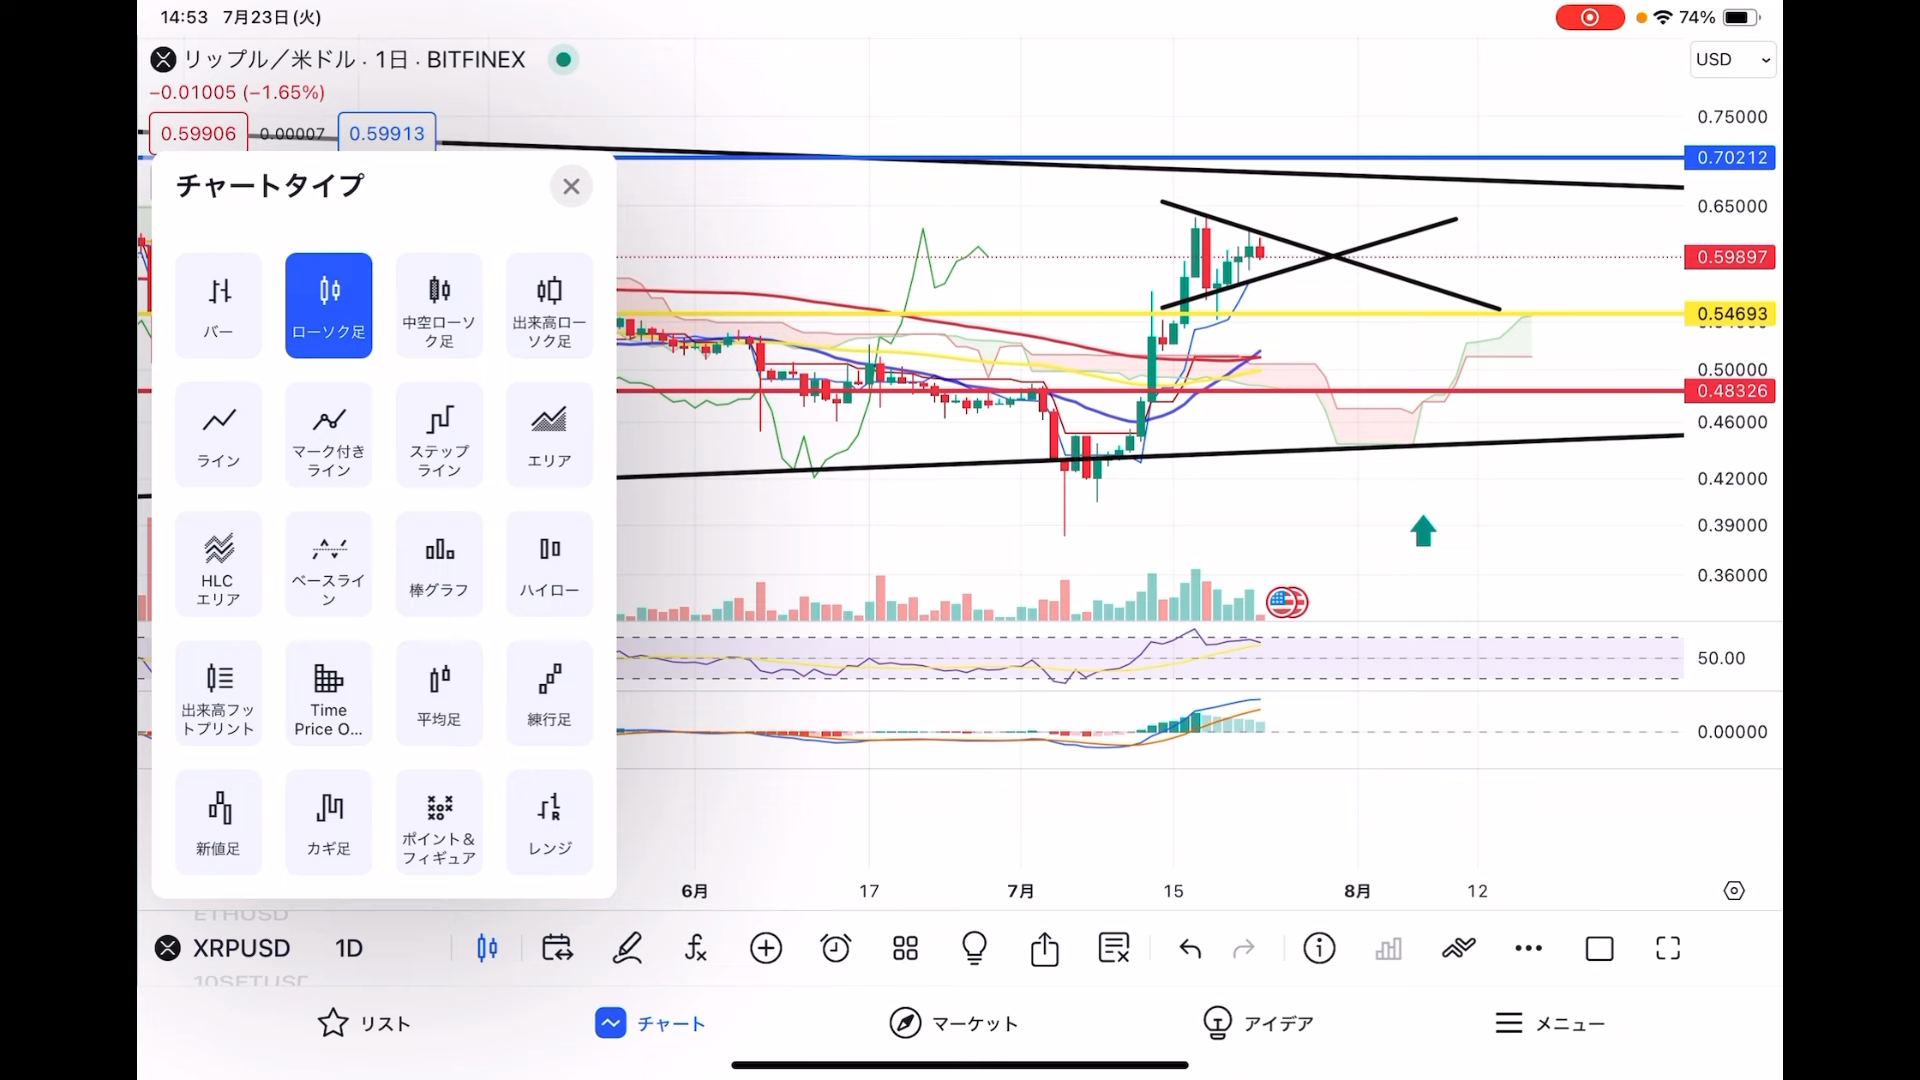 14:53 7月23日(火)
74%
リップル／米ドル · 1日 · BITFINEX
USD
−0.01005 (−1.65%)
0.59906 0.00007 0.59913
チャートタイプ
バー
ローソク足
中空ローソ
ク足
出来高ロー
ソク足
ライン
マーク付き
ライン
ステップ
ライン
エリア
HLC
エリア
ベースライ
ン
棒グラフ
ハイロー
出来高フッ
トプリント
Time
Price O...
平均足
練行足
新値足
カギ足
ポイント＆
フィギュア
レンジ
0.75000
0.70212
0.65000
0.59897
0.54693
0.50000
0.48326
0.46000
0.42000
0.39000
0.36000
50.00
0.00000
6月 17 7月 15 8月 12
ETHUSD
XRPUSD 1D
リスト
チャート
マーケット
アイデア
メニュー